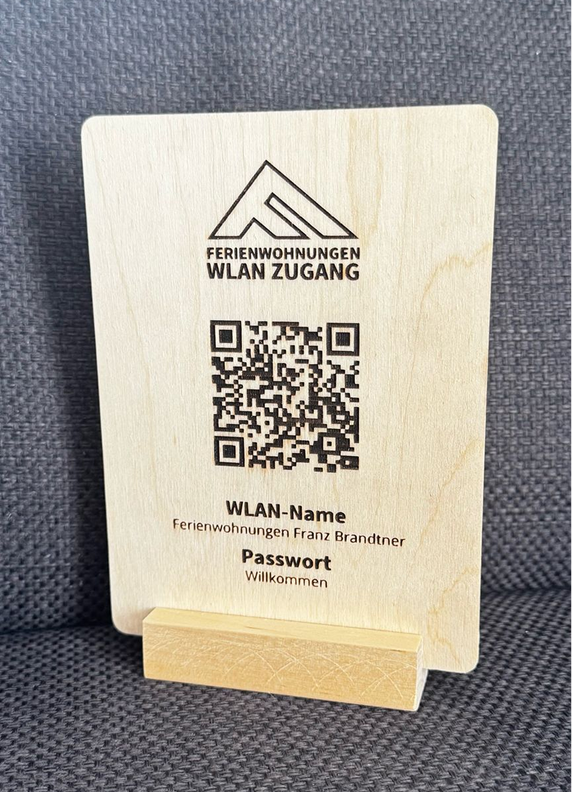 FERIENWOHNUNGEN
WLAN ZUGANG
WLAN-Name
Ferienwohnungen Franz Brandtner
Passwort
Willkommen